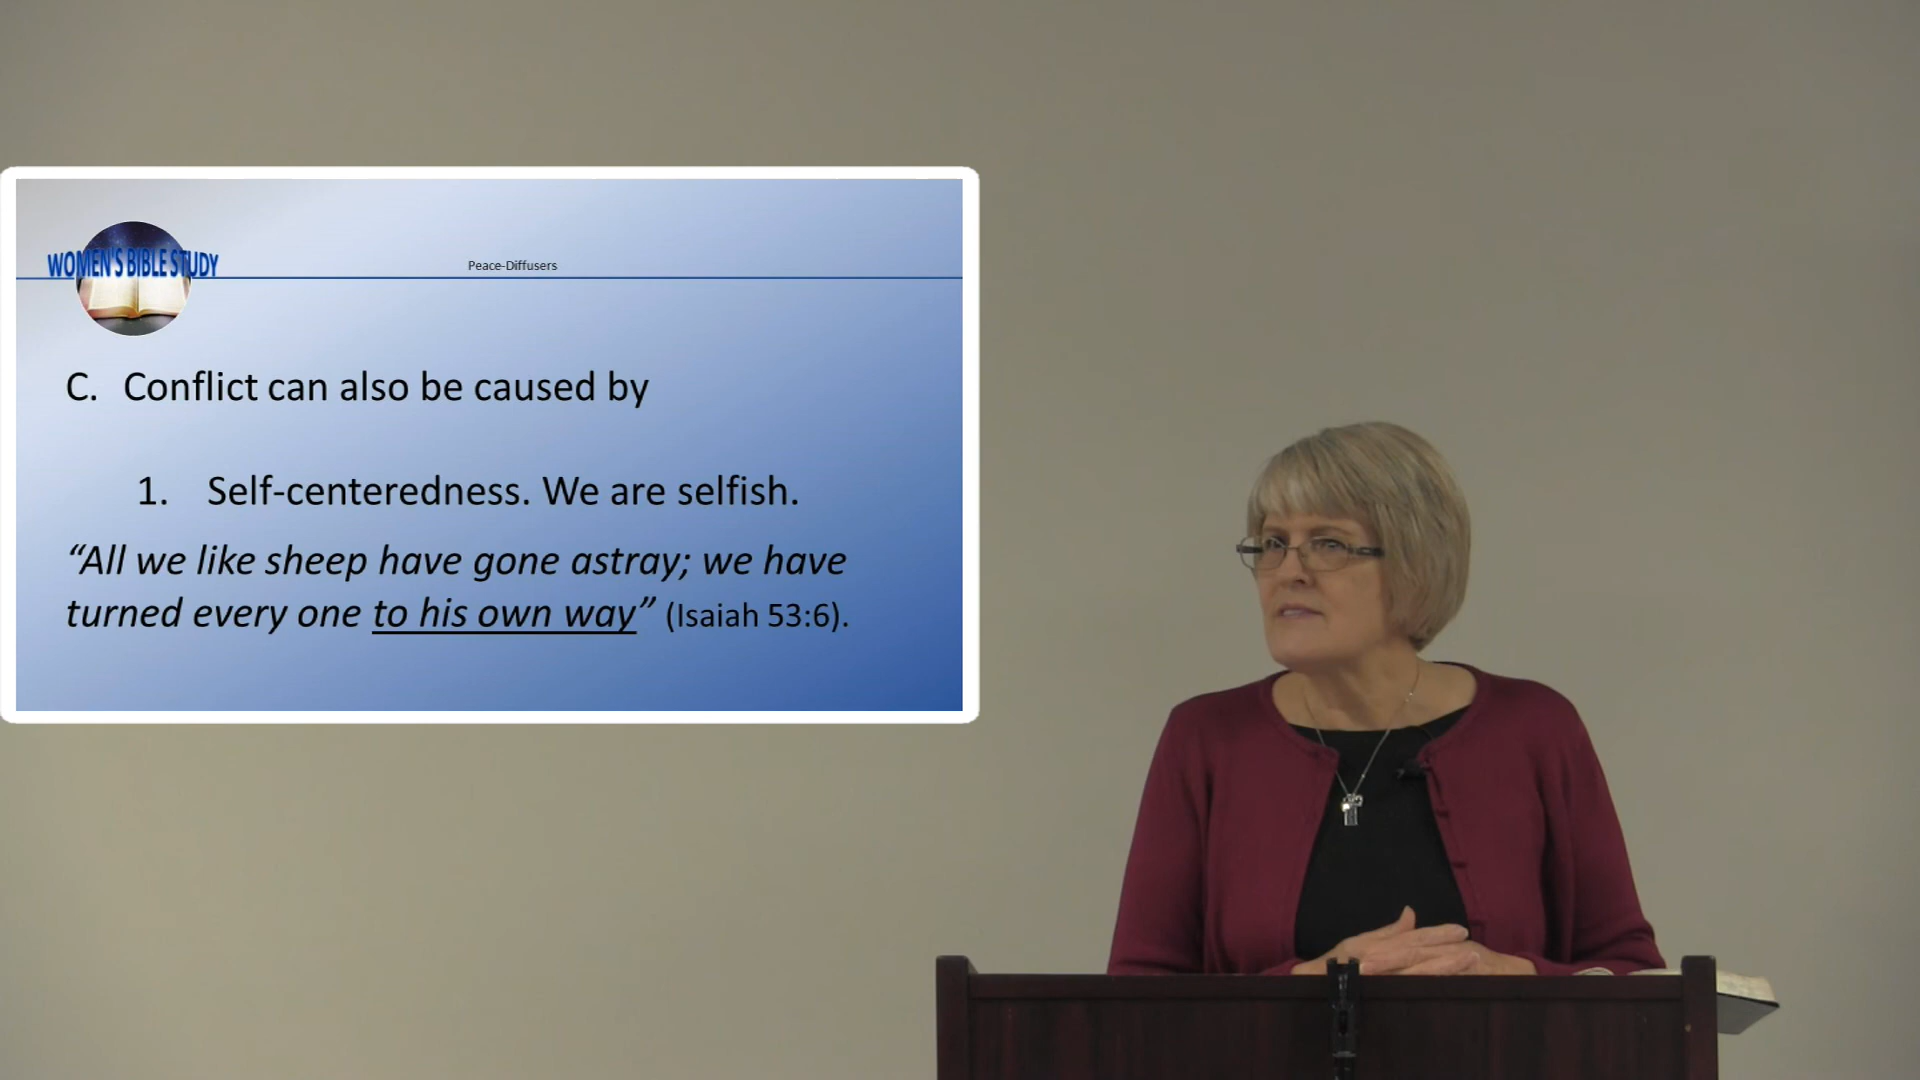 WOMEN'S BIBLE STUDY
Peace-Diffusers
C. Conflict can also be caused by
1. Self-centeredness. We are selfish.
“All we like sheep have gone astray; we have
turned every one to his own way” (Isaiah 53:6).